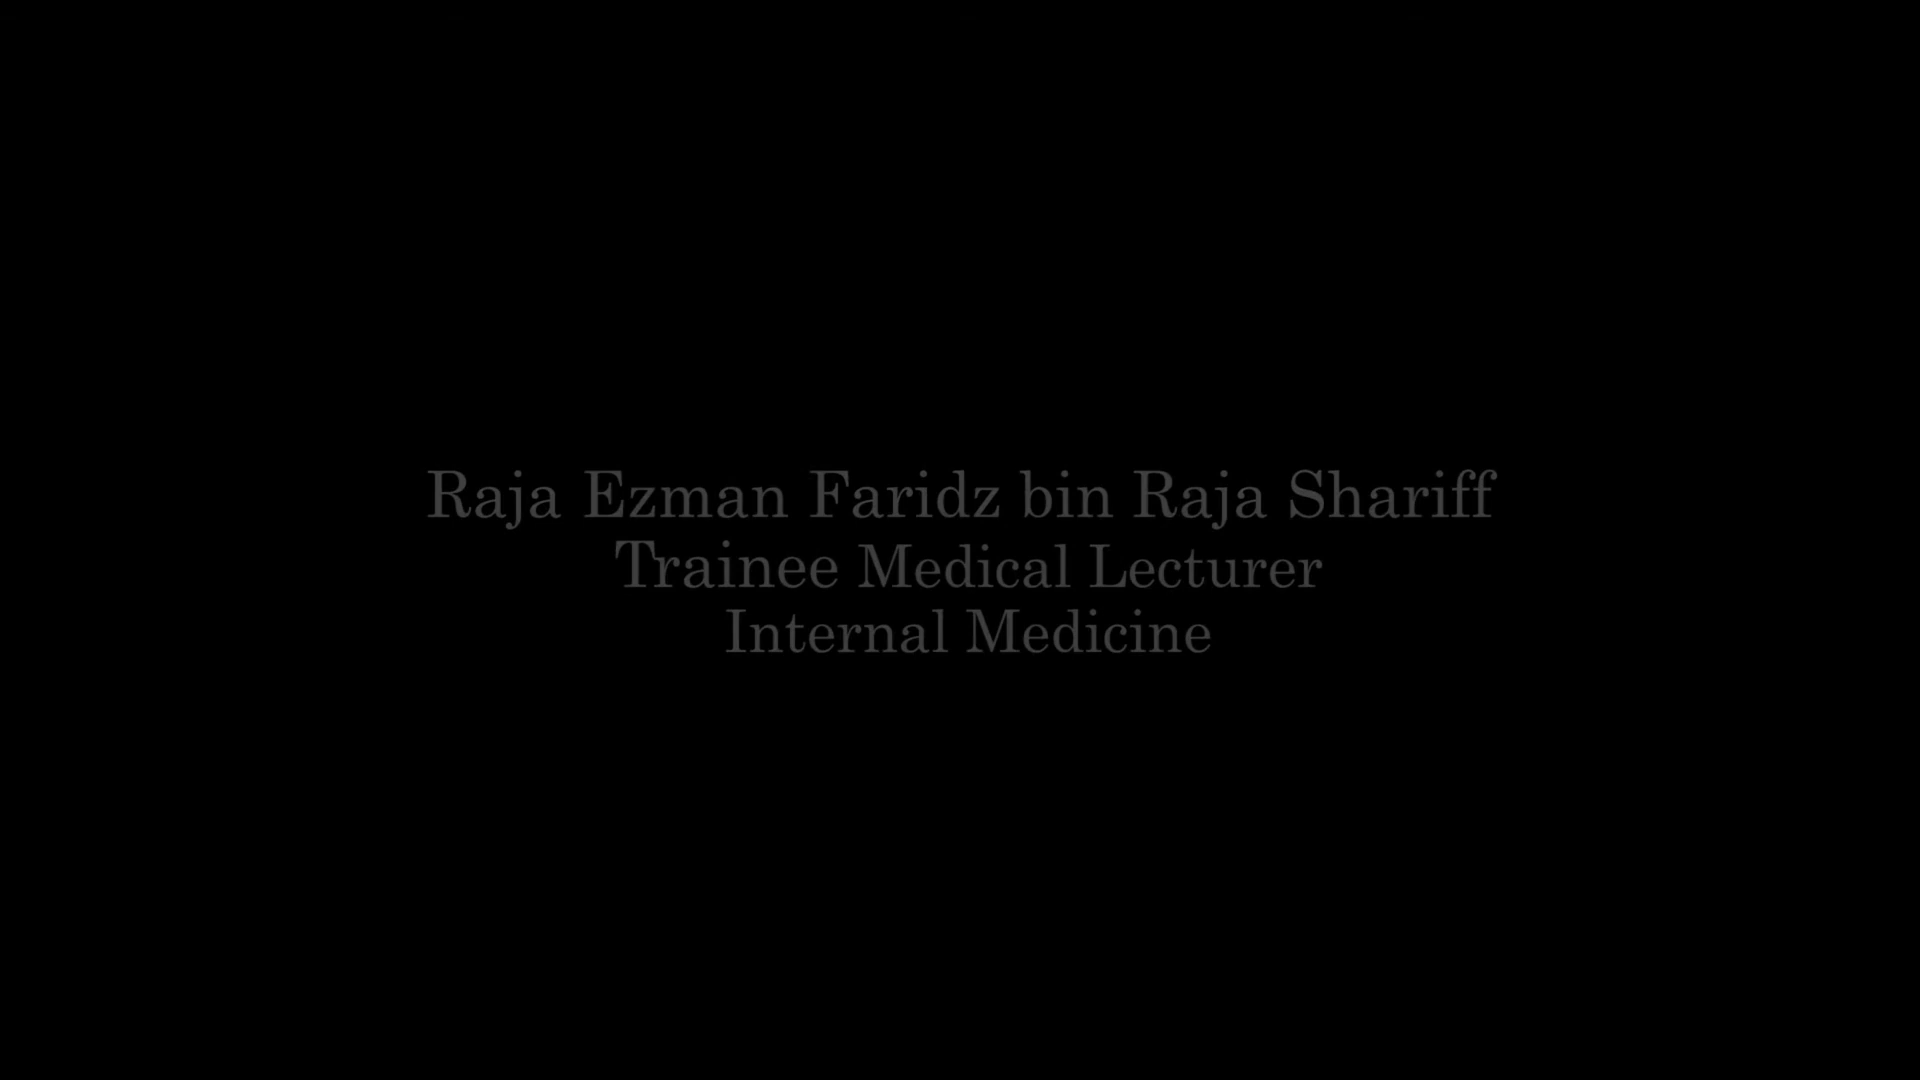 Raja Ezman Faridz bin Raja Shariff
Trainee Medical Lecturer
Internal Medicine